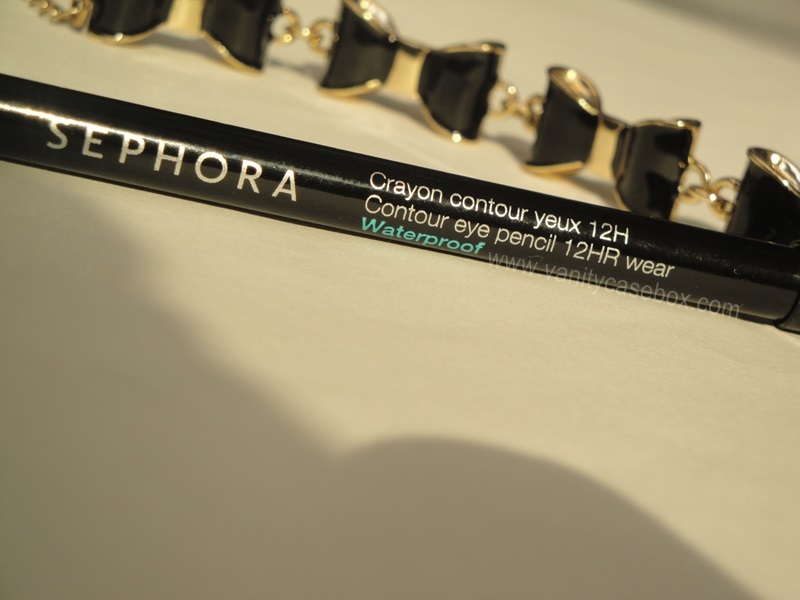 SEPHORA
Crayon contour yeux 12H
Contour eye pencil 12HR wear
Waterproof
www.vanitycasebox.com